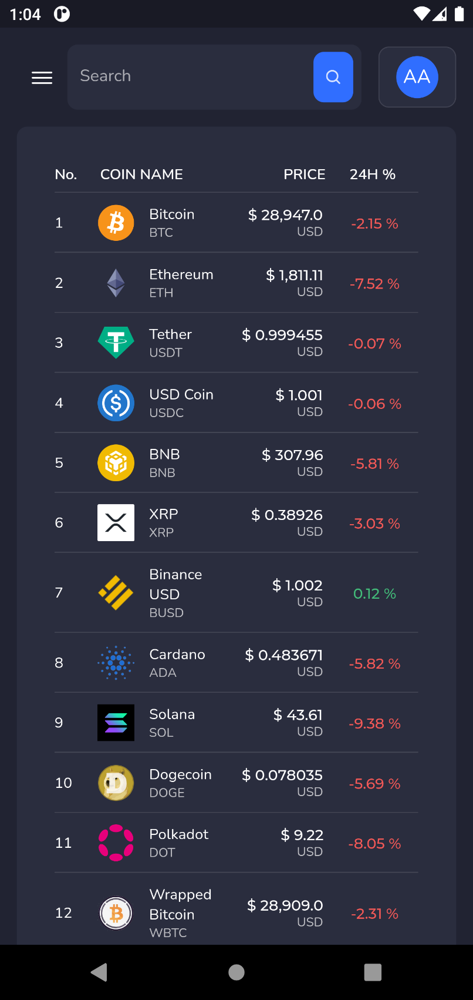 1:04
Search
AA
No. COIN NAME PRICE 24H %
1 Bitcoin BTC $ 28,947.0 USD -2.15 %
2 Ethereum ETH $ 1,811.11 USD -7.52 %
3 Tether USDT $ 0.999455 USD -0.07 %
4 USD Coin USDC $ 1.001 USD -0.06 %
5 BNB BNB $ 307.96 USD -5.81 %
6 XRP XRP $ 0.38926 USD -3.03 %
7 Binance USD BUSD $ 1.002 USD 0.12 %
8 Cardano ADA $ 0.483671 USD -5.82 %
9 Solana SOL $ 43.61 USD -9.38 %
10 Dogecoin DOGE $ 0.078035 USD -5.69 %
11 Polkadot DOT $ 9.22 USD -8.05 %
12 Wrapped Bitcoin WBTC $ 28,909.0 USD -2.31 %